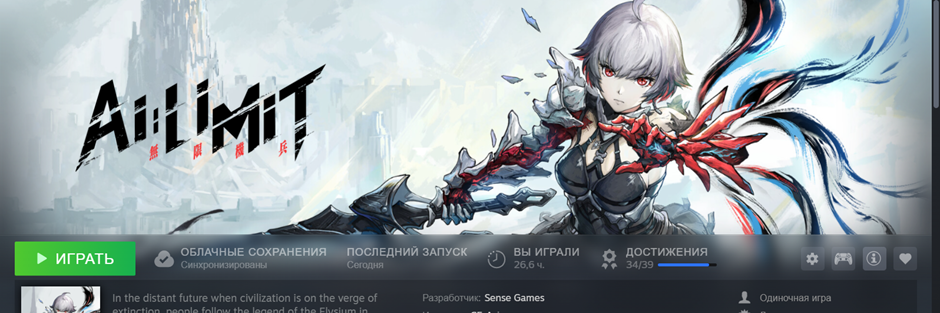 AI:LIMIT
無限機兵
ИГРАТЬ
ОБЛАЧНЫЕ СОХРАНЕНИЯ
Синхронизированы
ПОСЛЕДНИЙ ЗАПУСК
Сегодня
ВЫ ИГРАЛИ
26,6 ч.
ДОСТИЖЕНИЯ
34/39
In the distant future when civilization is on the verge of
extinction, people follow the legend of the Elysium in
Разработчик: Sense Games
Одиночная игра